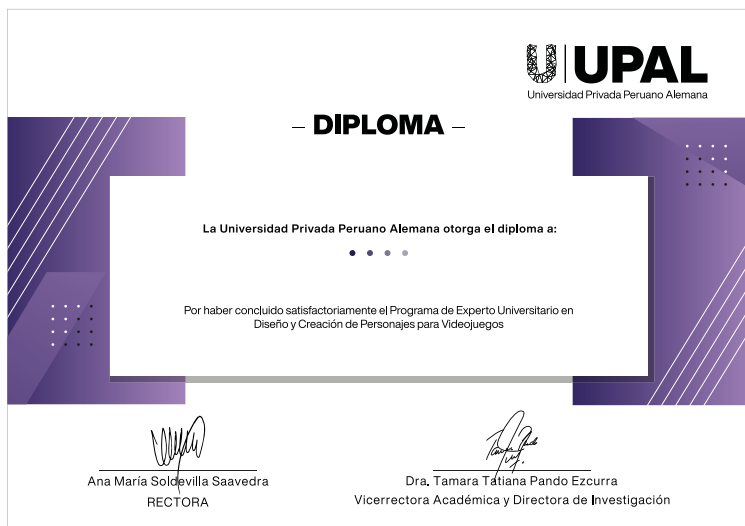 UPAL
Universidad Privada Peruano Alemana
– DIPLOMA –
La Universidad Privada Peruano Alemana otorga el diploma a:
Por haber concluido satisfactoriamente el Programa de Experto Universitario en
Diseño y Creación de Personajes para Videojuegos
Ana María Soldevilla Saavedra
RECTORA
Dra. Tamara Tatiana Pando Ezcurra
Vicerrectora Académica y Directora de Investigación